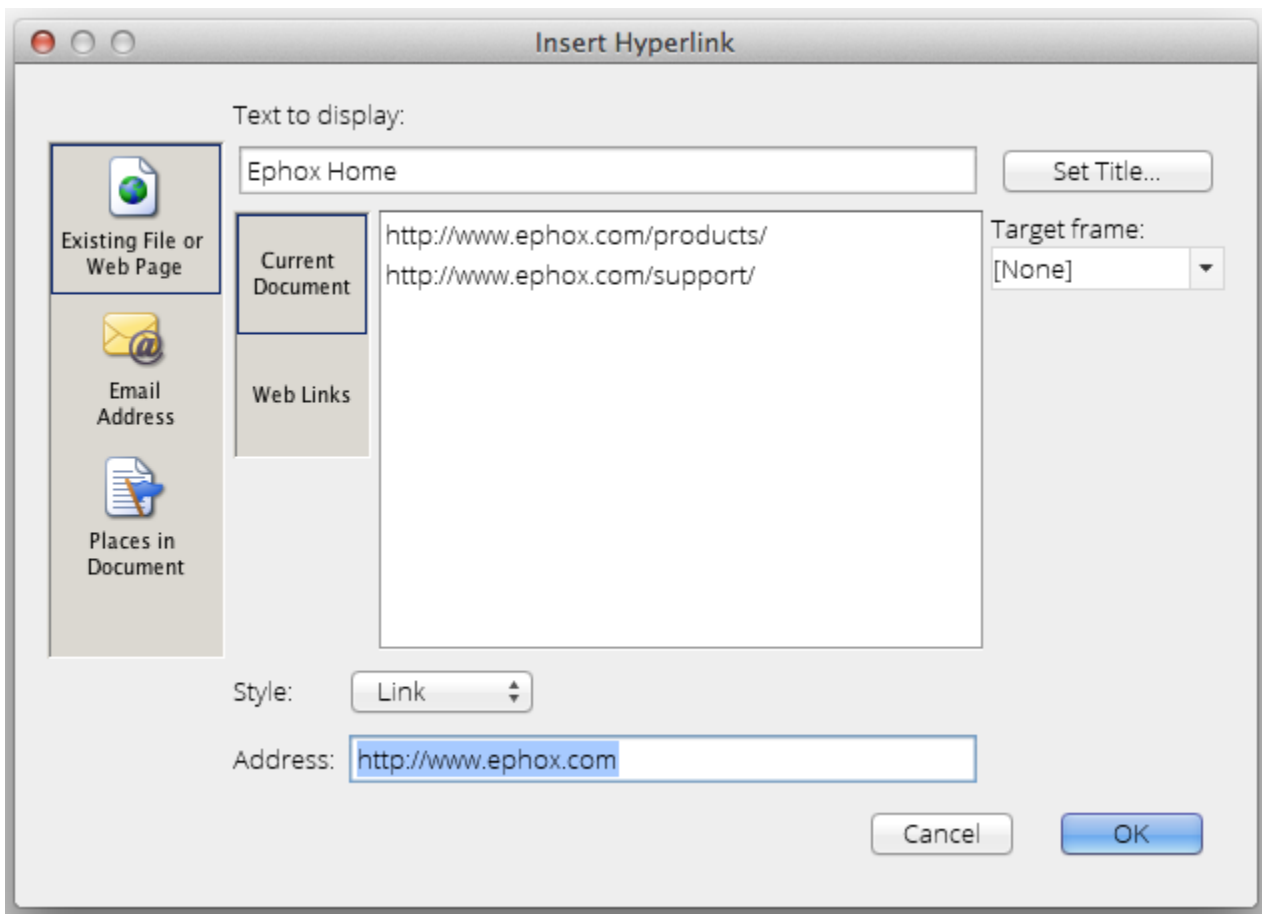 Insert Hyperlink
Text to display:
Ephox Home
Set Title...
Existing File or
Web Page
Email
Address
Places in
Document
Current
Document
Web Links
http://www.ephox.com/products/
http://www.ephox.com/support/
Target frame:
[None]
Style:
Link
Address:
http://www.ephox.com
Cancel
OK